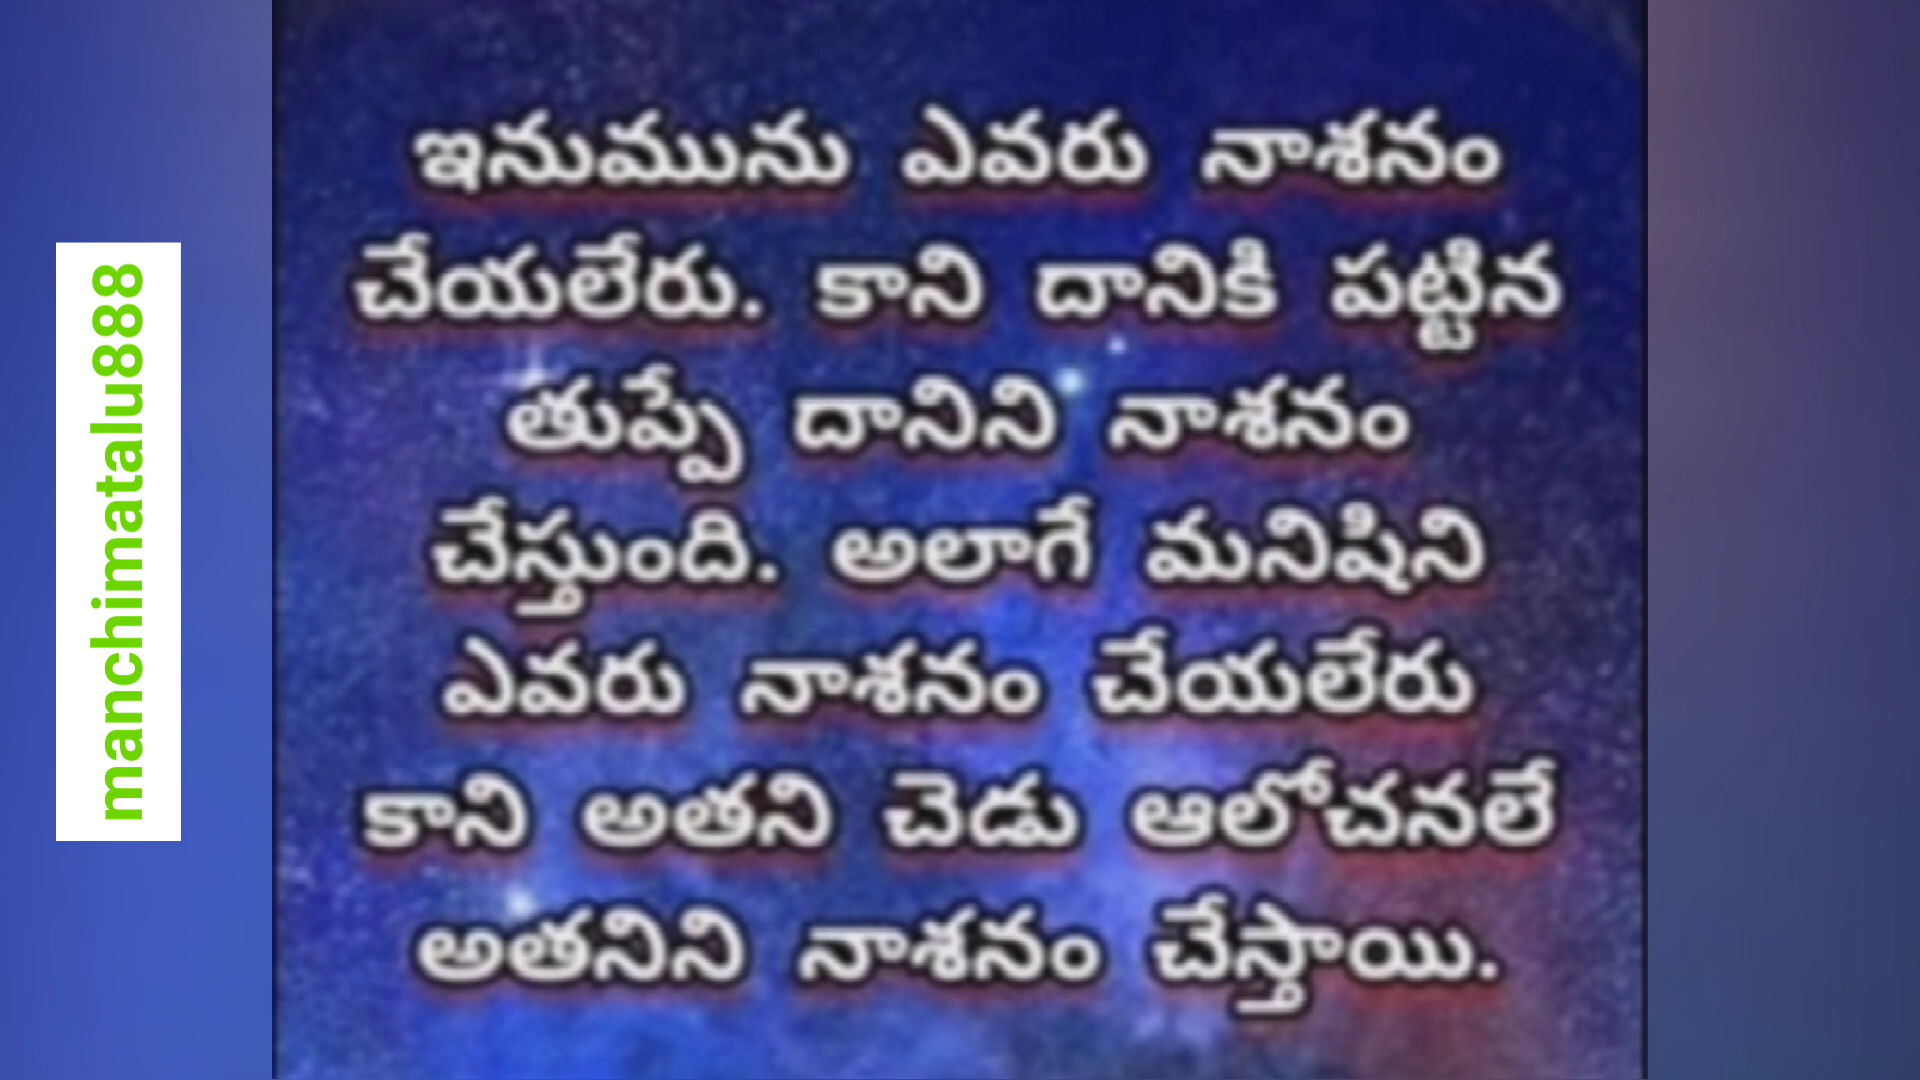 manchimatalu888
ఇనుమును ఎవరు నాశనం
చేయలేరు. కాని దానికి పట్టిన
తుప్పే దానిని నాశనం
చేస్తుంది. అలాగే మనిషిని
ఎవరు నాశనం చేయలేరు
కాని అతని చెడు ఆలోచనలే
అతనిని నాశనం చేస్తాయి.